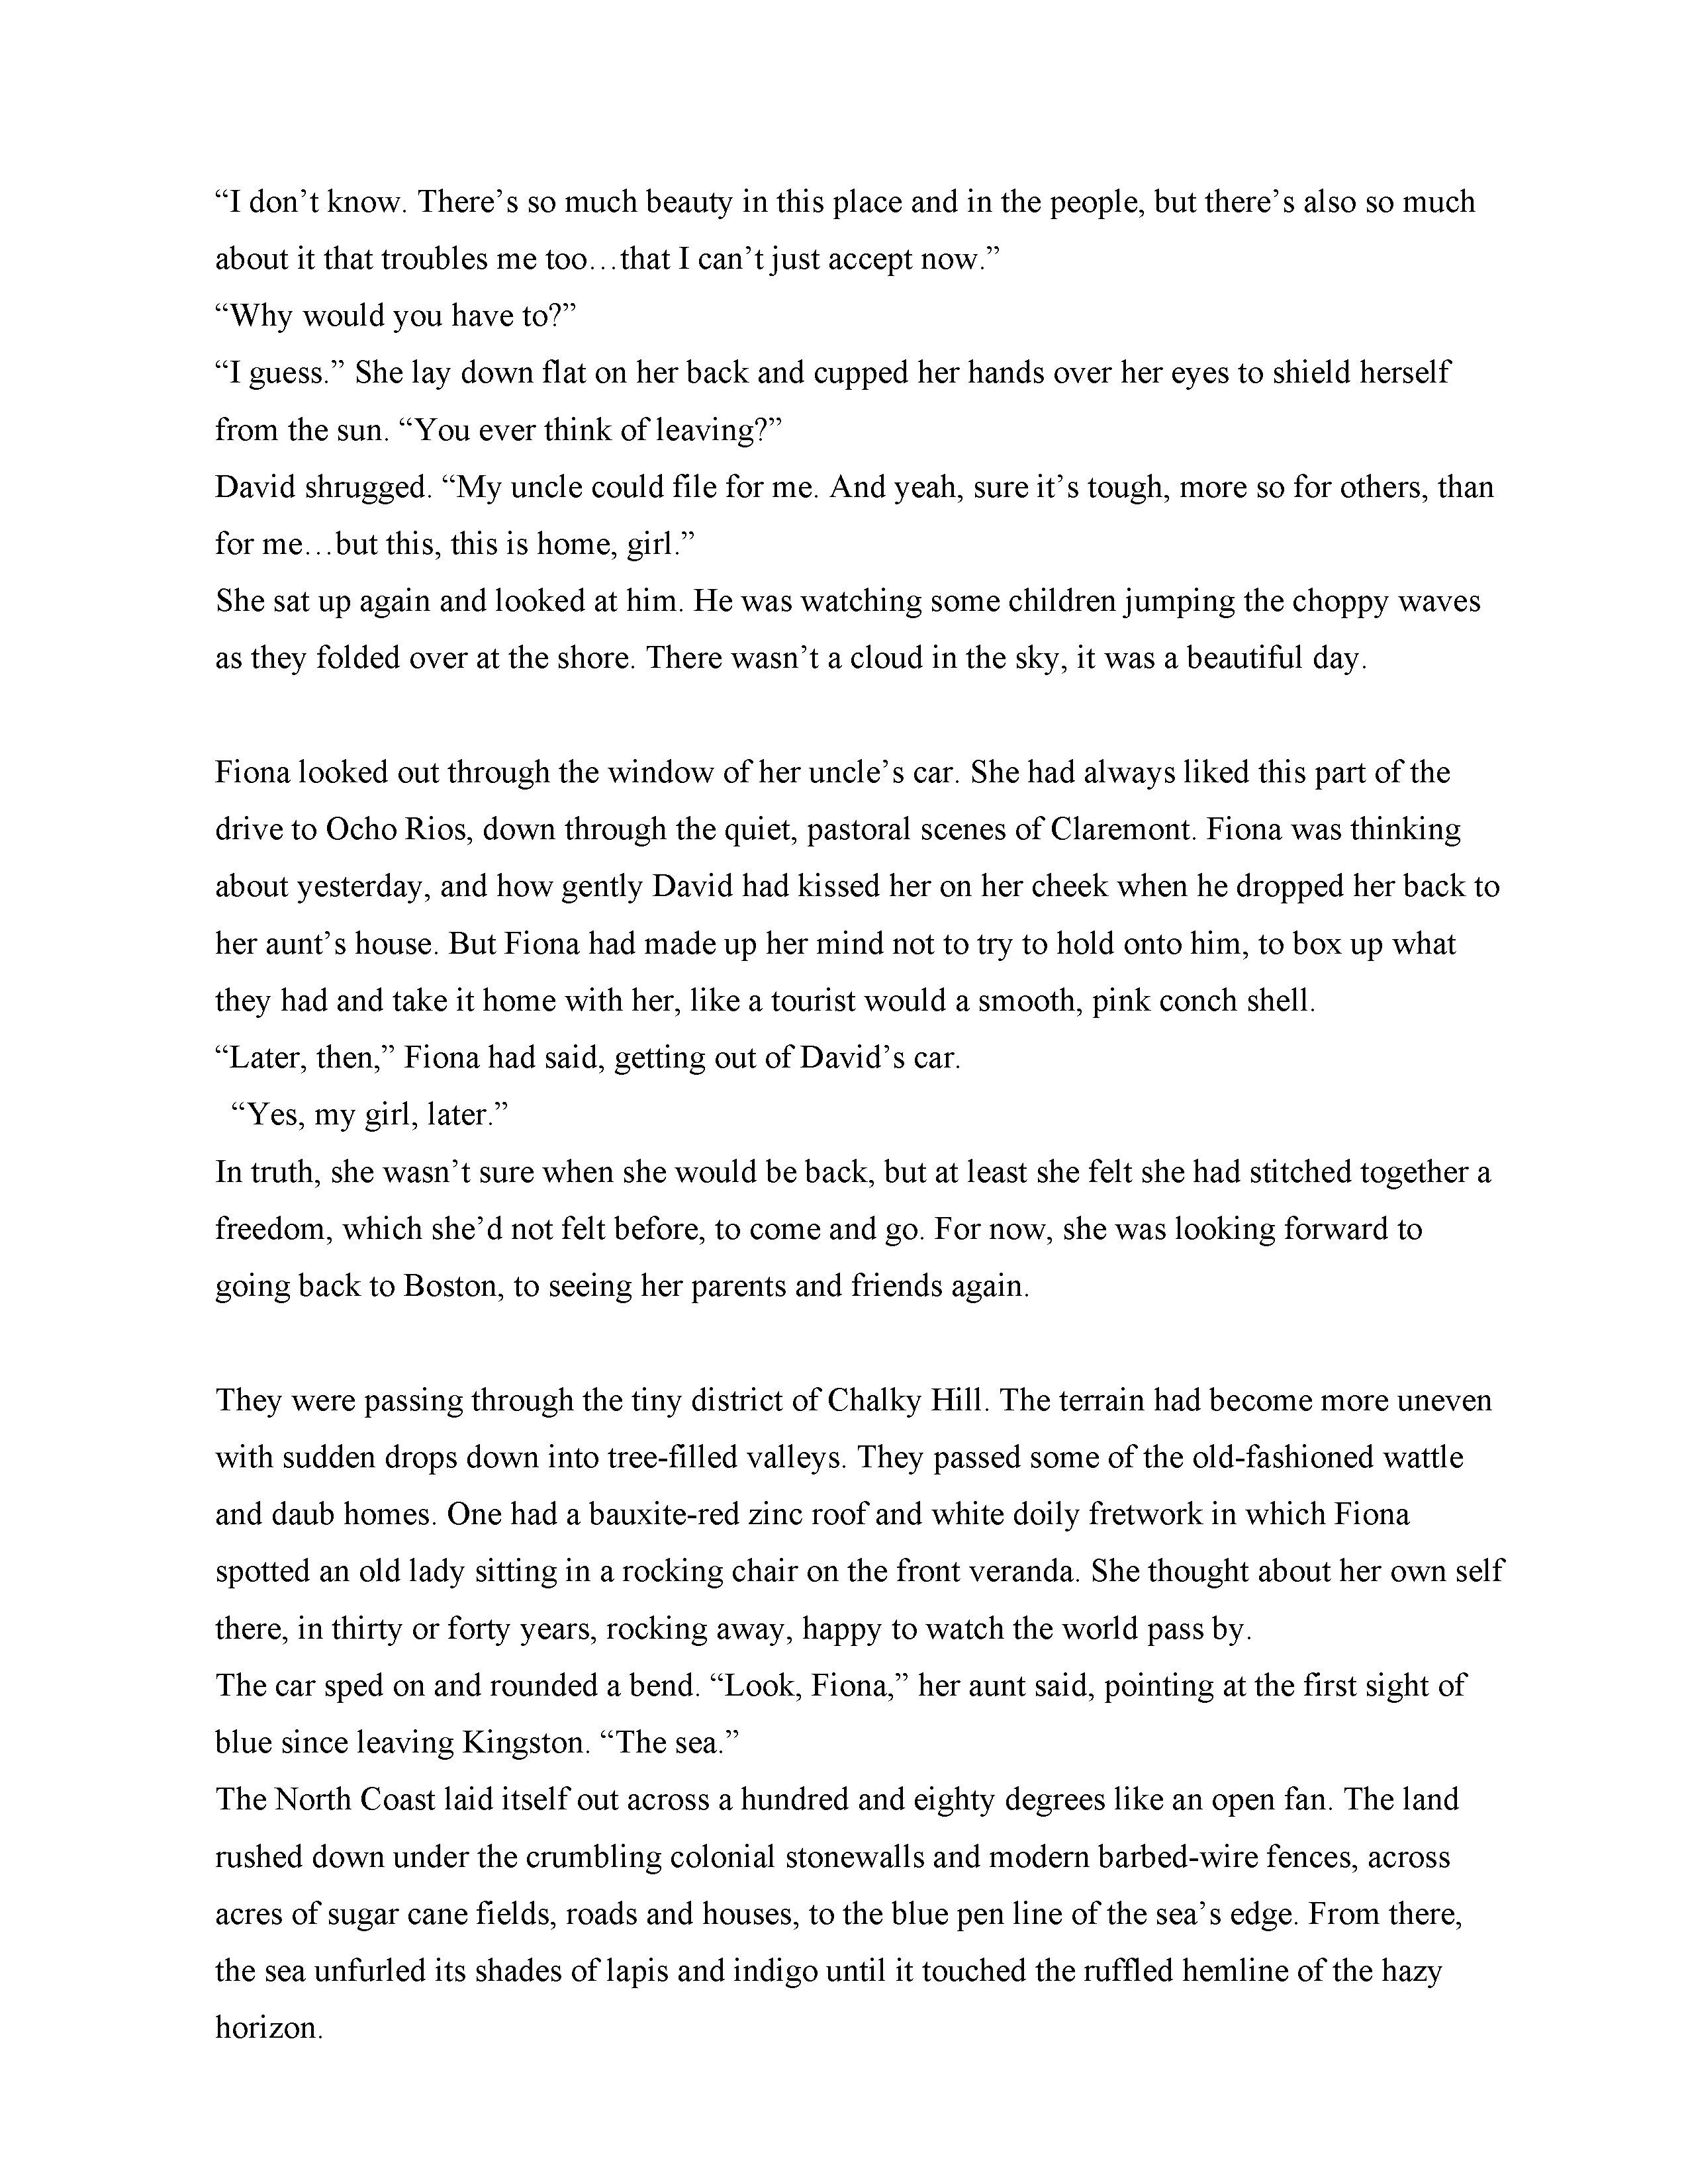 “I don’t know. There’s so much beauty in this place and in the people, but there’s also so much
about it that troubles me too…that I can’t just accept now.”
“Why would you have to?”
“I guess.” She lay down flat on her back and cupped her hands over her eyes to shield herself
from the sun. “You ever think of leaving?”
David shrugged. “My uncle could file for me. And yeah, sure it’s tough, more so for others, than
for me…but this, this is home, girl.”
She sat up again and looked at him. He was watching some children jumping the choppy waves
as they folded over at the shore. There wasn’t a cloud in the sky, it was a beautiful day.
Fiona looked out through the window of her uncle’s car. She had always liked this part of the
drive to Ocho Rios, down through the quiet, pastoral scenes of Claremont. Fiona was thinking
about yesterday, and how gently David had kissed her on her cheek when he dropped her back to
her aunt’s house. But Fiona had made up her mind not to try to hold onto him, to box up what
they had and take it home with her, like a tourist would a smooth, pink conch shell.
“Later, then,” Fiona had said, getting out of David’s car.
“Yes, my girl, later.”
In truth, she wasn’t sure when she would be back, but at least she felt she had stitched together a
freedom, which she’d not felt before, to come and go. For now, she was looking forward to
going back to Boston, to seeing her parents and friends again.
They were passing through the tiny district of Chalky Hill. The terrain had become more uneven
with sudden drops down into tree-filled valleys. They passed some of the old-fashioned wattle
and daub homes. One had a bauxite-red zinc roof and white doily fretwork in which Fiona
spotted an old lady sitting in a rocking chair on the front veranda. She thought about her own self
there, in thirty or forty years, rocking away, happy to watch the world pass by.
The car sped on and rounded a bend. “Look, Fiona,” her aunt said, pointing at the first sight of
blue since leaving Kingston. “The sea.”
The North Coast laid itself out across a hundred and eighty degrees like an open fan. The land
rushed down under the crumbling colonial stonewalls and modern barbed-wire fences, across
acres of sugar cane fields, roads and houses, to the blue pen line of the sea’s edge. From there,
the sea unfurled its shades of lapis and indigo until it touched the ruffled hemline of the hazy
horizon.